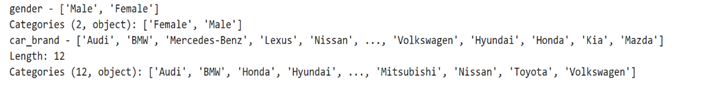 gender - ['Male', 'Female']
Categories (2, object): ['Female', 'Male']
car_brand - ['Audi', 'BMW', 'Mercedes-Benz', 'Lexus', 'Nissan', ..., 'Volkswagen', 'Hyundai', 'Honda', 'Kia', 'Mazda']
Length: 12
Categories (12, object): ['Audi', 'BMW', 'Honda', 'Hyundai', ..., 'Mitsubishi', 'Nissan', 'Toyota', 'Volkswagen']